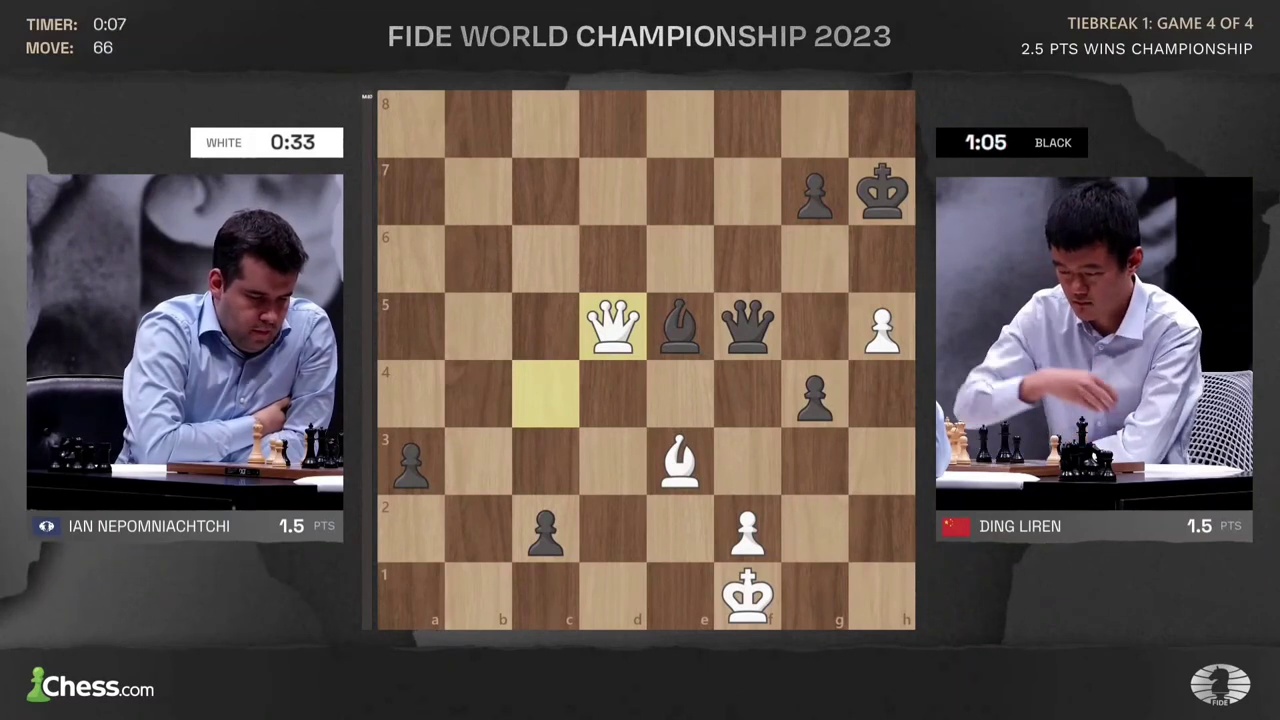 TIMER: 0:07
MOVE: 66
FIDE WORLD CHAMPIONSHIP 2023
TIEBREAK 1: GAME 4 OF 4
2.5 PTS WINS CHAMPIONSHIP
WHITE 0:33
1:05 BLACK
8
7
6
5
4
3
2
1
a b c d e f g h
IAN NEPOMNIACHTCHI 1.5 PTS
DING LIREN 1.5 PTS
Chess.com
FIDE